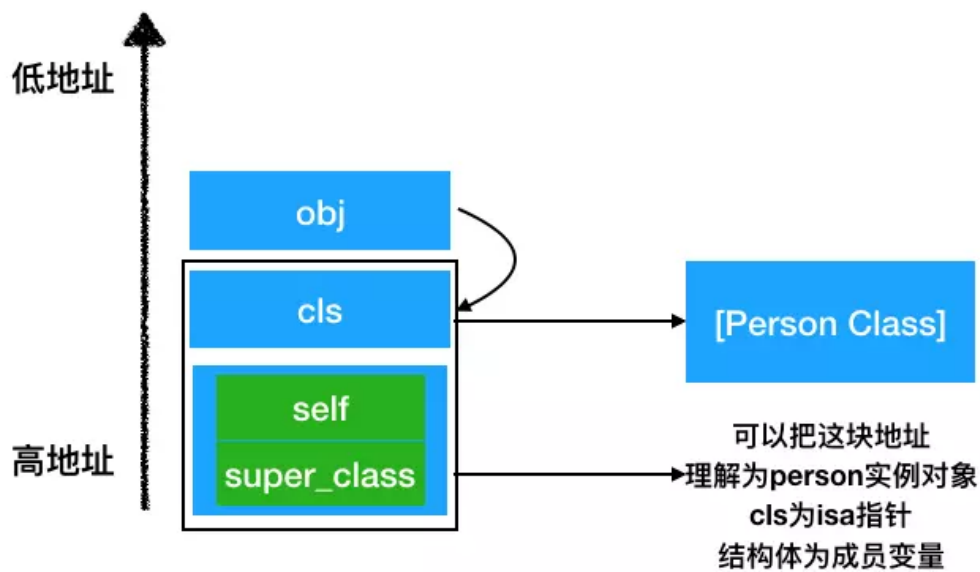 低地址
obj
cls
[Person Class]
self
高地址
super_class
可以把这块地址
理解为person实例对象
cls为isa指针
结构体为成员变量